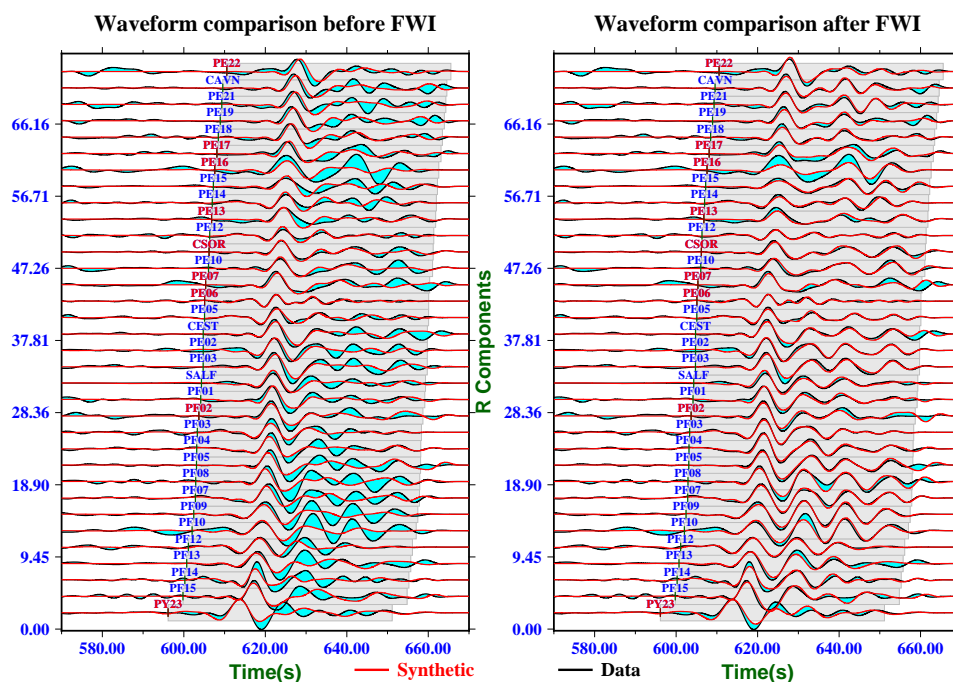 Waveform comparison before FWI
PE22
CAVN
PE21
PE19
PE18
PE17
PE16
PE15
PE14
PE13
PE12
CSOR
PE10
PE07
PE06
PE05
CEST
PE02
PE03
SALF
PF01
PF02
PF03
PF04
PF05
PF08
PF07
PF09
PF10
PF12
PF13
PF14
PF15
PY23
66.16
56.71
47.26
37.81
28.36
18.90
9.45
0.00
580.00 600.00 620.00 640.00 660.00
Time(s)
Synthetic
R Components
Waveform comparison after FWI
PE22
CAVN
PE21
PE19
PE18
PE17
PE16
PE15
PE14
PE13
PE12
CSOR
PE10
PE07
PE06
PE05
CEST
PE02
PE03
SALF
PF01
PF02
PF03
PF04
PF05
PF08
PF07
PF09
PF10
PF12
PF13
PF14
PF15
PY23
66.16
56.71
47.26
37.81
28.36
18.90
9.45
0.00
580.00 600.00 620.00 640.00 660.00
Data
Time(s)